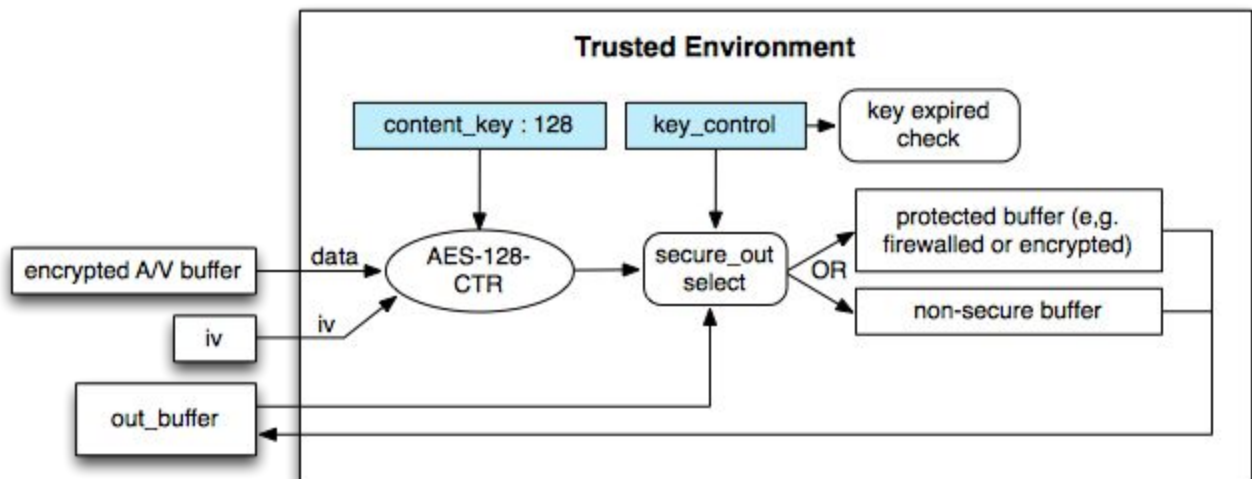 Trusted Environment
content_key : 128
key_control
key expired
check
protected buffer (e,g.
firewalled or encrypted)
encrypted A/V buffer
data
AES-128-
CTR
secure_out
select
OR
non-secure buffer
iv
iv
out_buffer